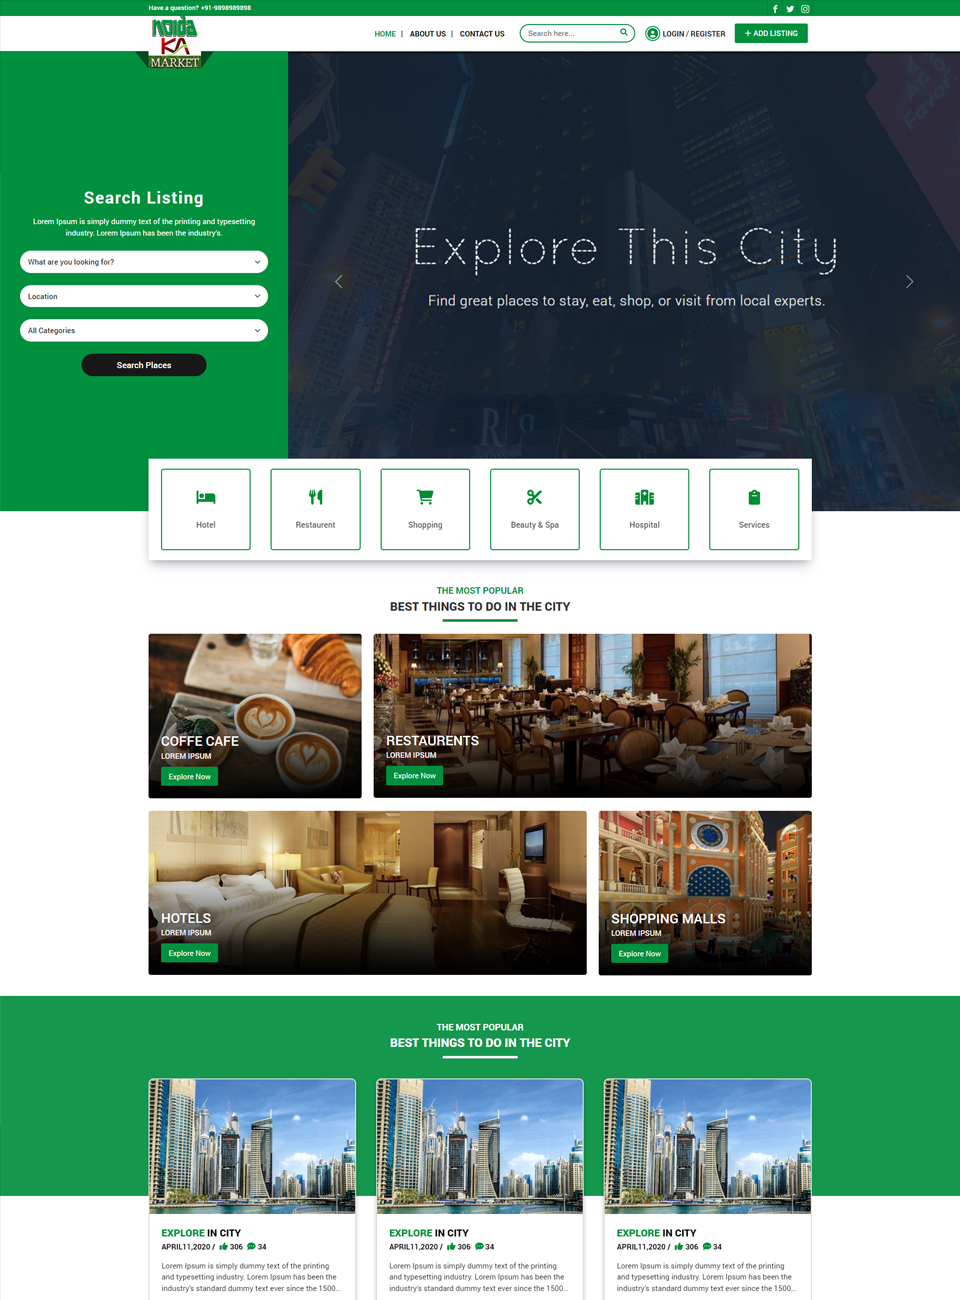 Have a question? +91-9898989898
Noida
KA
MARKET
HOME | ABOUT US | CONTACT US
Search here...
LOGIN / REGISTER
+ ADD LISTING
Search Listing
Lorem Ipsum is simply dummy text of the printing and typesetting
industry. Lorem Ipsum has been the industry's.
What are you looking for?
Location
All Categories
Search Places
Explore This City
Find great places to stay, eat, shop, or visit from local experts.
Hotel
Restaurent
Shopping
Beauty & Spa
Hospital
Services
THE MOST POPULAR
BEST THINGS TO DO IN THE CITY
COFFE CAFE
LOREM IPSUM
Explore Now
RESTAURENTS
LOREM IPSUM
Explore Now
HOTELS
LOREM IPSUM
Explore Now
SHOPPING MALLS
LOREM IPSUM
Explore Now
THE MOST POPULAR
BEST THINGS TO DO IN THE CITY
EXPLORE IN CITY
APRIL11,2020 / 306 34
Lorem Ipsum is simply dummy text of the printing
and typesetting industry. Lorem Ipsum has been the
industry's standard dummy text ever since the 1500...
EXPLORE IN CITY
APRIL11,2020 / 306 34
Lorem Ipsum is simply dummy text of the printing
and typesetting industry. Lorem Ipsum has been the
industry's standard dummy text ever since the 1500...
EXPLORE IN CITY
APRIL11,2020 / 306 34
Lorem Ipsum is simply dummy text of the printing
and typesetting industry. Lorem Ipsum has been the
industry's standard dummy text ever since the 1500...